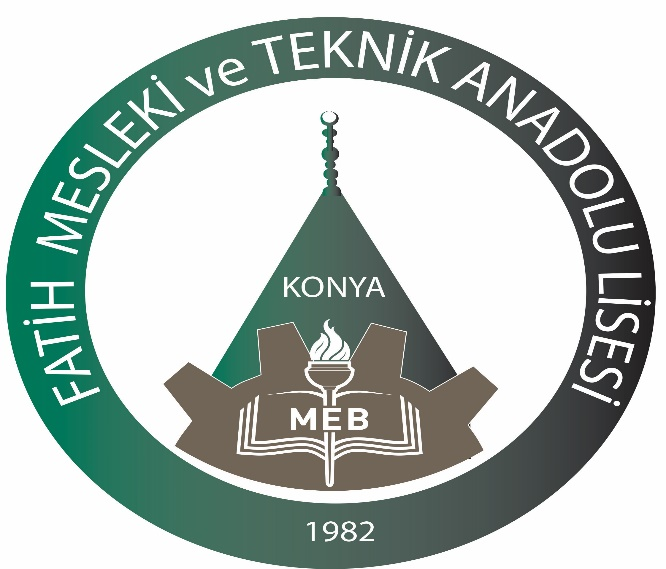 FATİH MESLEKİ ve TEKNİK ANADOLU LİSESİ
KONYA
MEB
1982